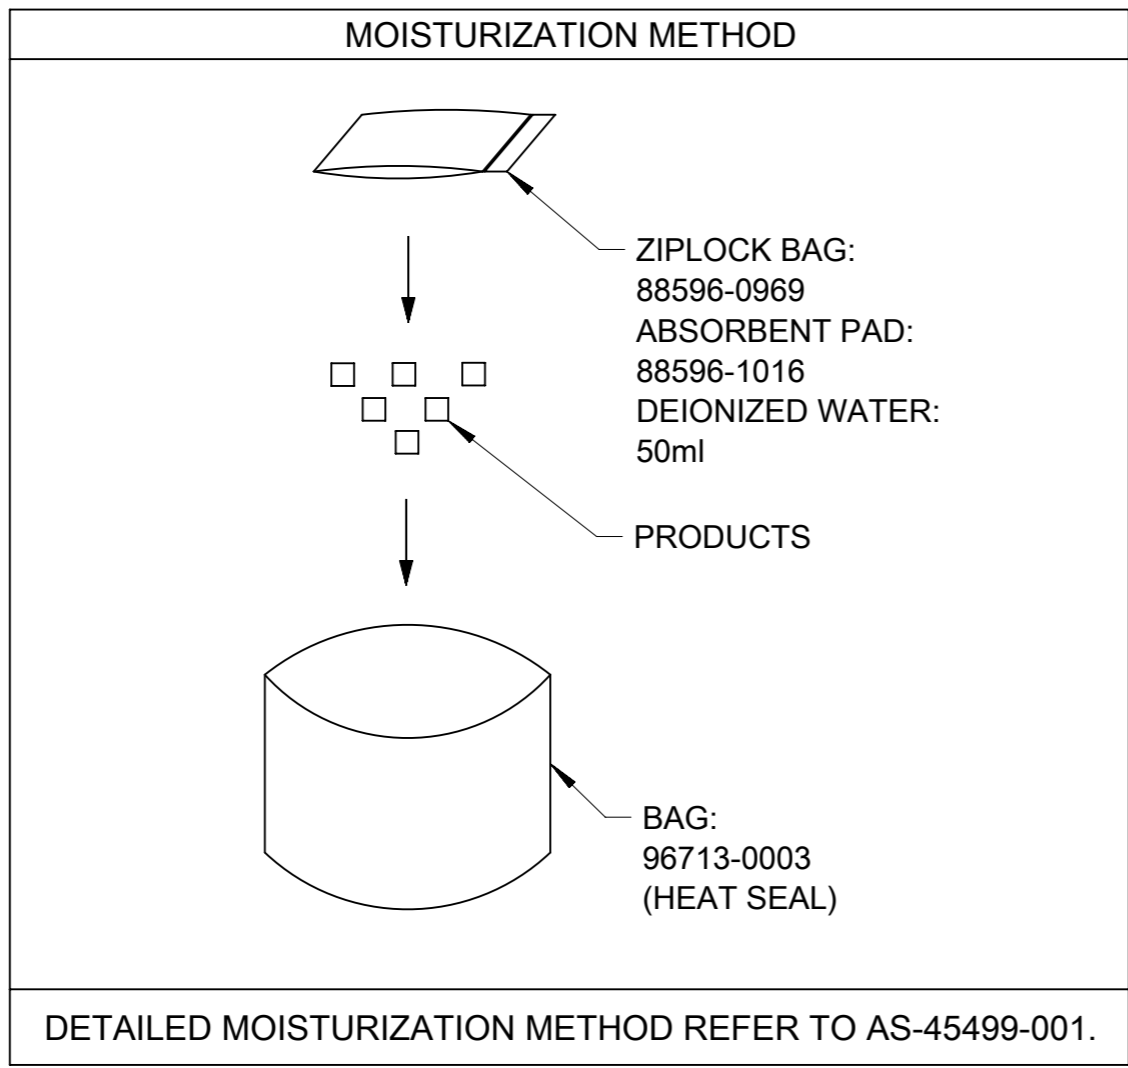 MOISTURIZATION METHOD
ZIPLOCK BAG:
88596-0969
ABSORBENT PAD:
88596-1016
DEIONIZED WATER:
50ml
PRODUCTS
BAG:
96713-0003
(HEAT SEAL)
DETAILED MOISTURIZATION METHOD REFER TO AS-45499-001.